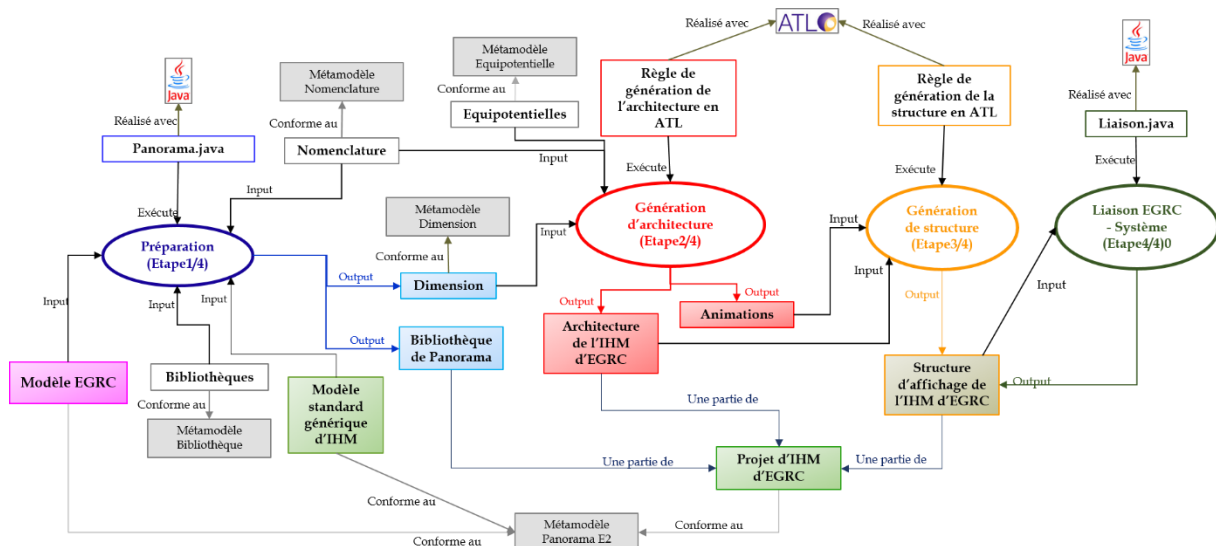 Réalisé avec
ATL
Réalisé avec
Java
Java
Métamodèle
Nomenclature
Métamodèle
Equipotentielle
Règle de
génération de
l'architecture en
ATL
Règle de
génération de la
structure en ATL
Réalisé avec
Conforme au
Conforme au
Réalisé avec
Panorama.java
Nomenclature
Equipotentielles
Liaison.java
Input
Input
Input
Exécute
Exécute
Exécute
Exécute
Préparation
(Etape1/4)
Métamodèle
Dimension
Génération
d'architecture
(Etape2/4)
Génération
de structure
(Etape3/4)
Liaison EGRC
- Système
(Etape4/4)0
Input
Input
Input
Input
Input
Input
Conforme au
Output
Dimension
Output
Output
Output
Animations
Output
Bibliothèque
de Panorama
Architecture
de l'IHM
d'EGRC
Modèle EGRC
Bibliothèques
Modèle
standard
générique
d'IHM
Structure
d'affichage de
l'IHM d'EGRC
Output
Conforme au
Métamodèle
Bibliothèque
Une partie de
Une partie de
Projet d'IHM
d'EGRC
Une partie de
Conforme au
Conforme au
Métamodèle
Panorama E2
Conforme au